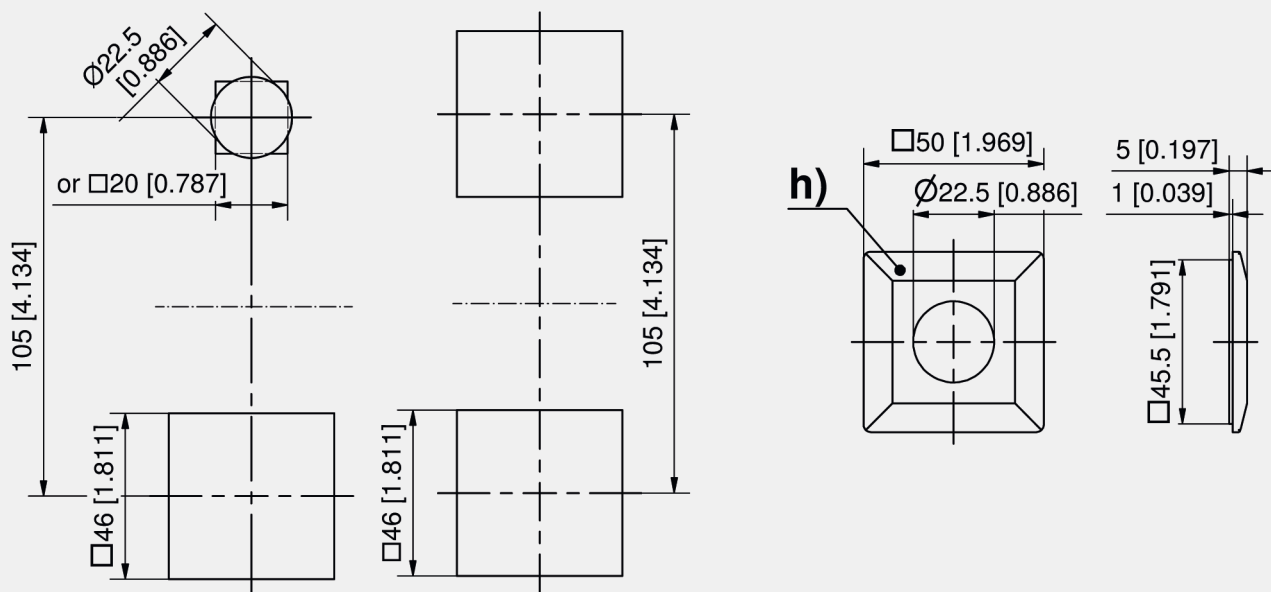 Ø22.5
[0.886]
or □20 [0.787]
105 [4.134]
□46 [1.811]
105 [4.134]
□46 [1.811]
h)
□50 [1.969]
Ø22.5 [0.886]
5 [0.197]
1 [0.039]
□45.5 [1.791]